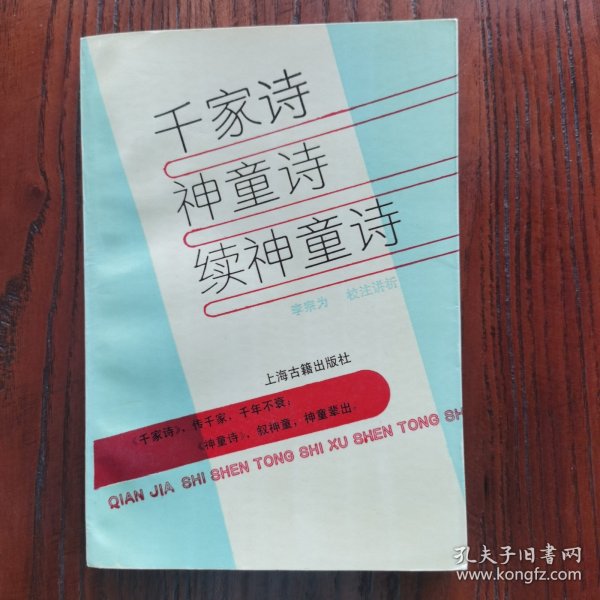 千家诗
神童诗
续神童诗
李宗为 校注讲析
上海古籍出版社
《千家诗》,传千家,千年不衰;
《神童诗》,叙神童,神童辈出。
QIAN JIA SHI SHEN TONG SHI XU SHEN TONG SH
孔夫子旧书网
www.kongfz.com